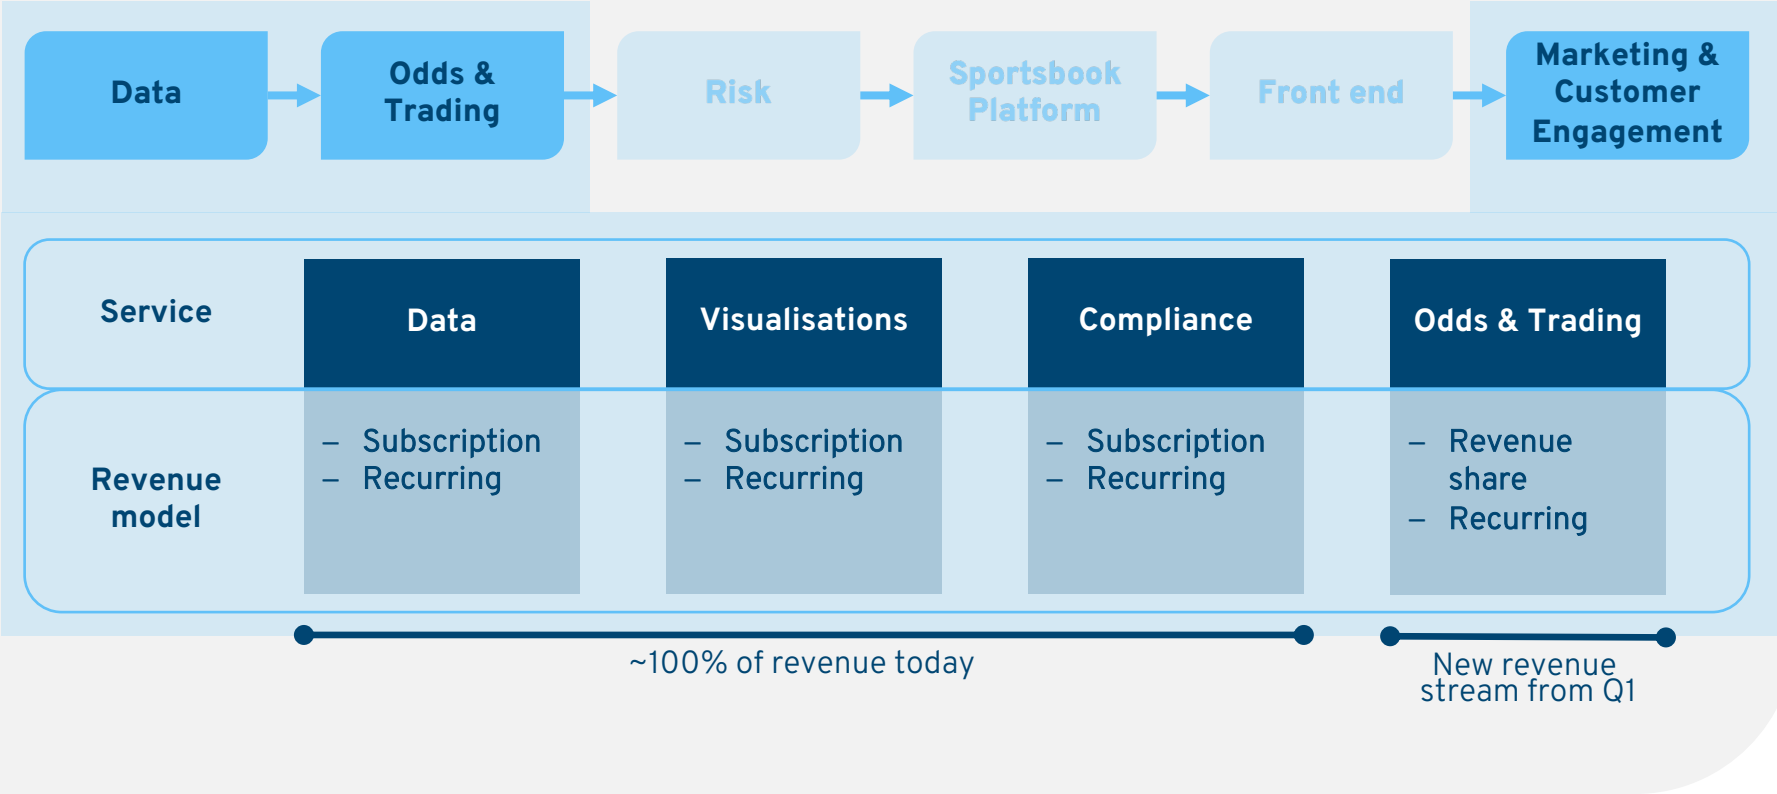 Data
Odds &
Trading
Risk
Sportsbook
Platform
Front end
Marketing &
Customer
Engagement
Service
Data
Visualisations
Compliance
Odds & Trading
Revenue
model
– Subscription
– Recurring
– Subscription
– Recurring
– Subscription
– Recurring
– Revenue
share
– Recurring
~100% of revenue today
New revenue
stream from Q1